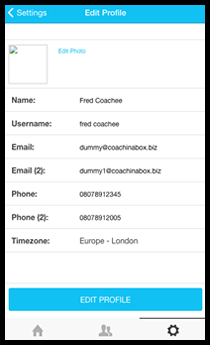 Settings Edit Profile
Edit Photo
Name: Fred Coachee
Username: fred coachee
Email: dummy@coachinabox.biz
Email (2): dummy1@coachinabox.biz
Phone: 08078912345
Phone (2): 08078912005
Timezone: Europe - London
EDIT PROFILE